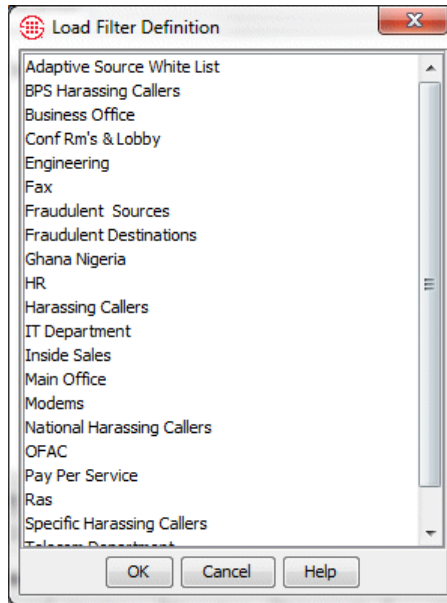 Load Filter Definition
Adaptive Source White List
BPS Harassing Callers
Business Office
Conf Rm's & Lobby
Engineering
Fax
Fraudulent  Sources
Fraudulent Destinations
Ghana Nigeria
HR
Harassing Callers
IT Department
Inside Sales
Main Office
Modems
National Harassing Callers
OFAC
Pay Per Service
Ras
Specific Harassing Callers
Telecom Department
OK Cancel Help